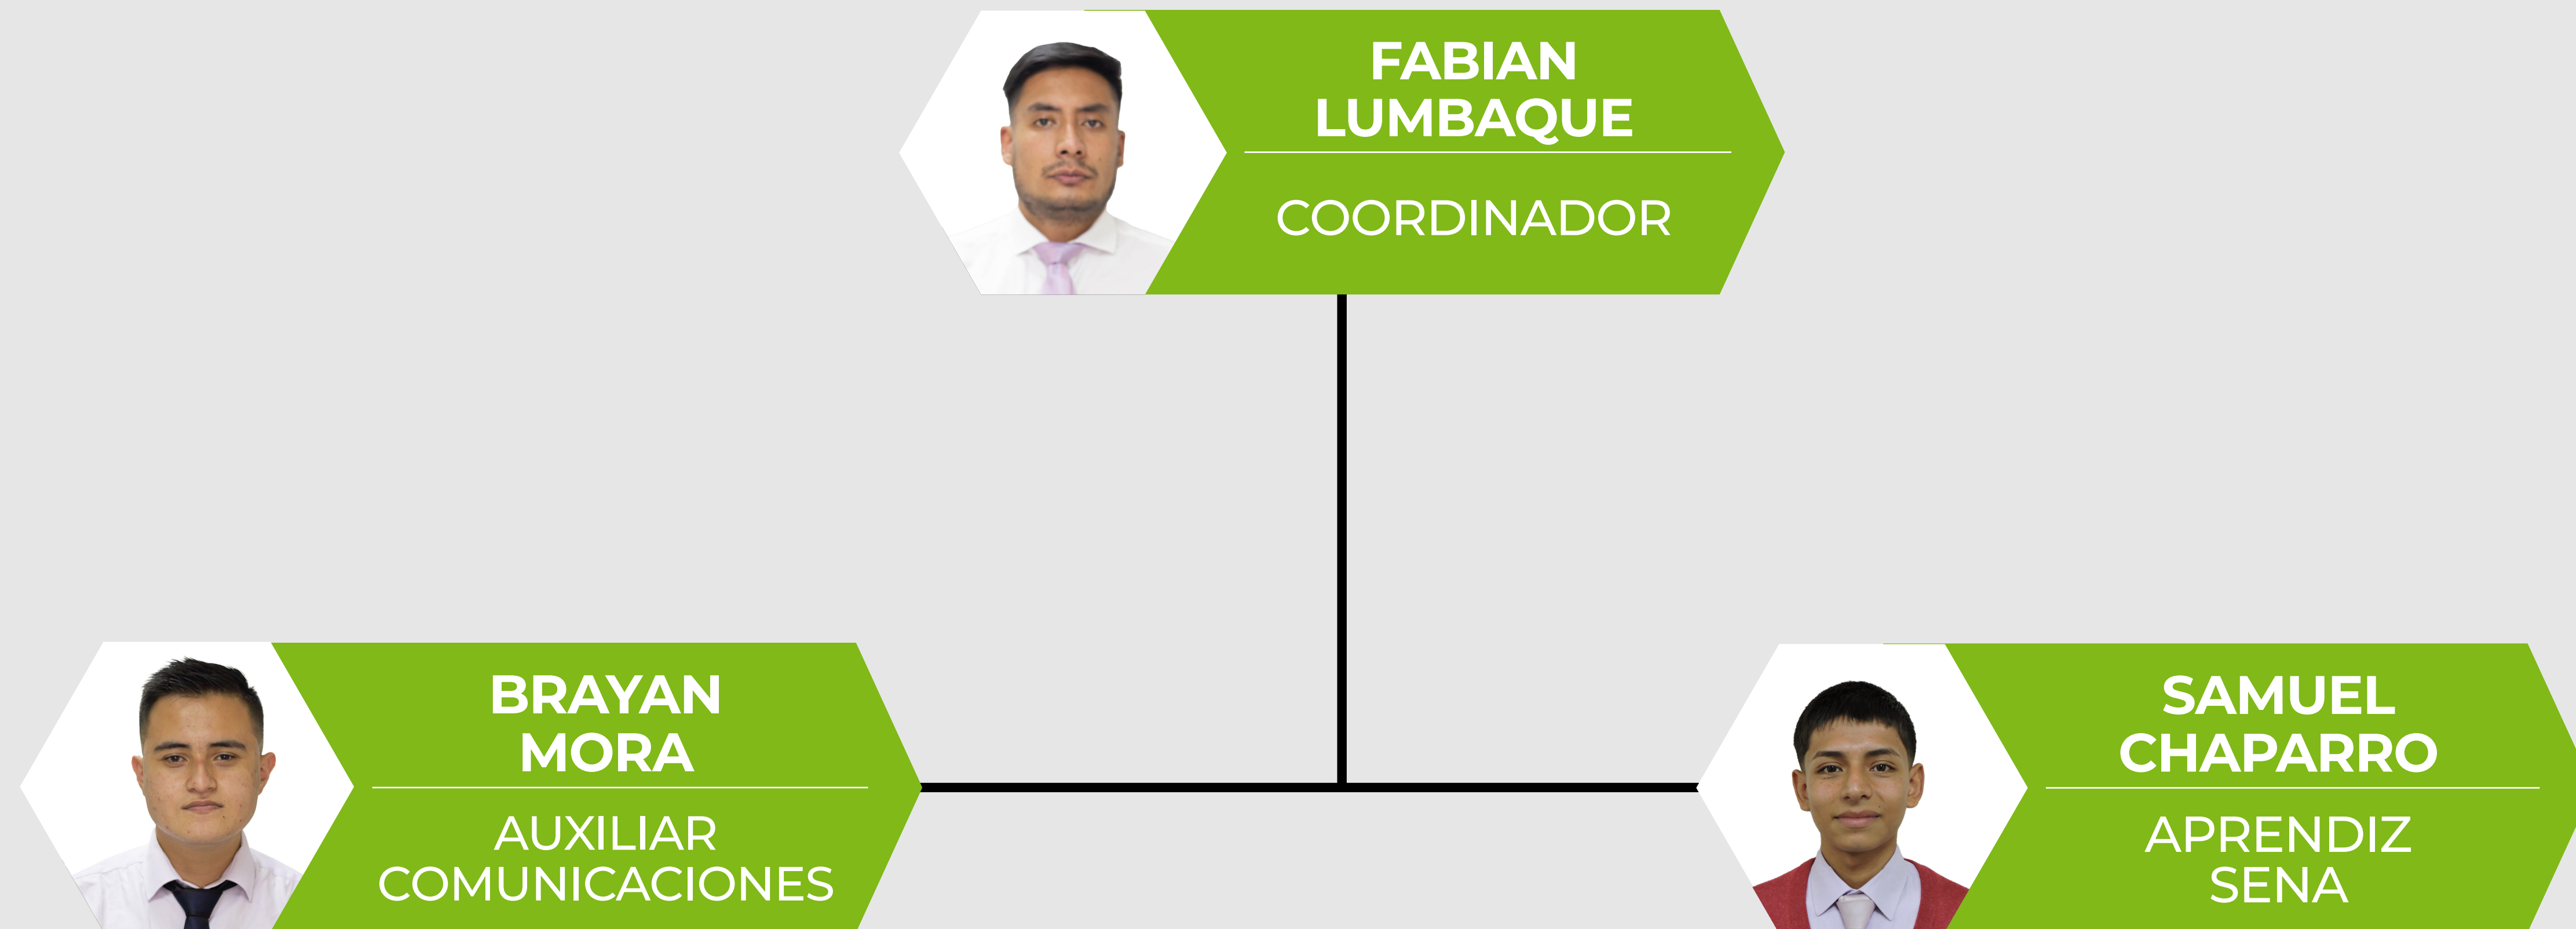 FABIAN
LUMBAQUE
COORDINADOR
BRAYAN
MORA
AUXILIAR
COMUNICACIONES
SAMUEL
CHAPARRO
APRENDIZ
SENA